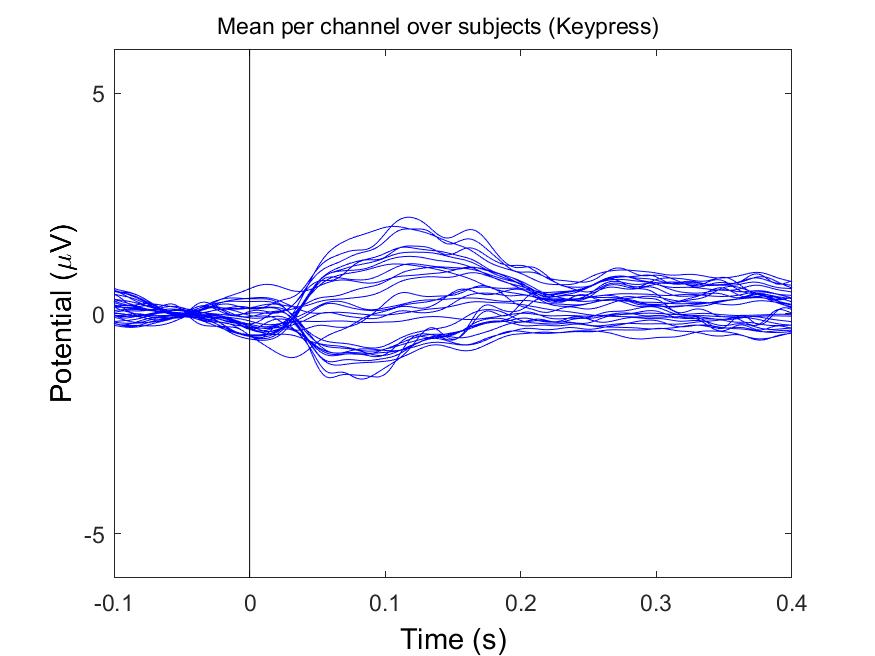 Mean per channel over subjects (Keypress)
Potential (μV)
5
0
-5
-0.1 0 0.1 0.2 0.3 0.4
Time (s)